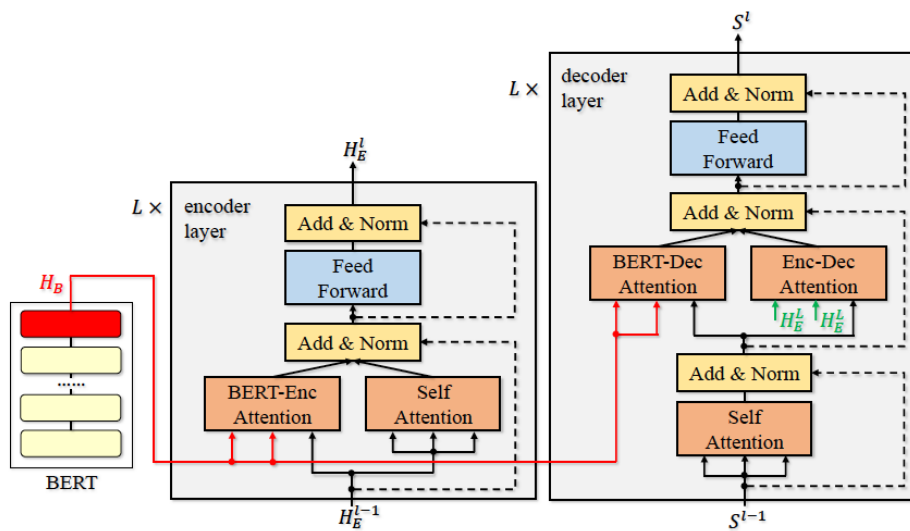 S^l
L ×
decoder
layer
Add & Norm
Feed
Forward
Add & Norm
BERT-Dec
Attention
Enc-Dec
Attention
H_E^L H_E^L
Add & Norm
Self
Attention
S^{l-1}
H_E^l
L ×
encoder
layer
Add & Norm
Feed
Forward
Add & Norm
BERT-Enc
Attention
Self
Attention
H_E^{l-1}
H_B
......
BERT